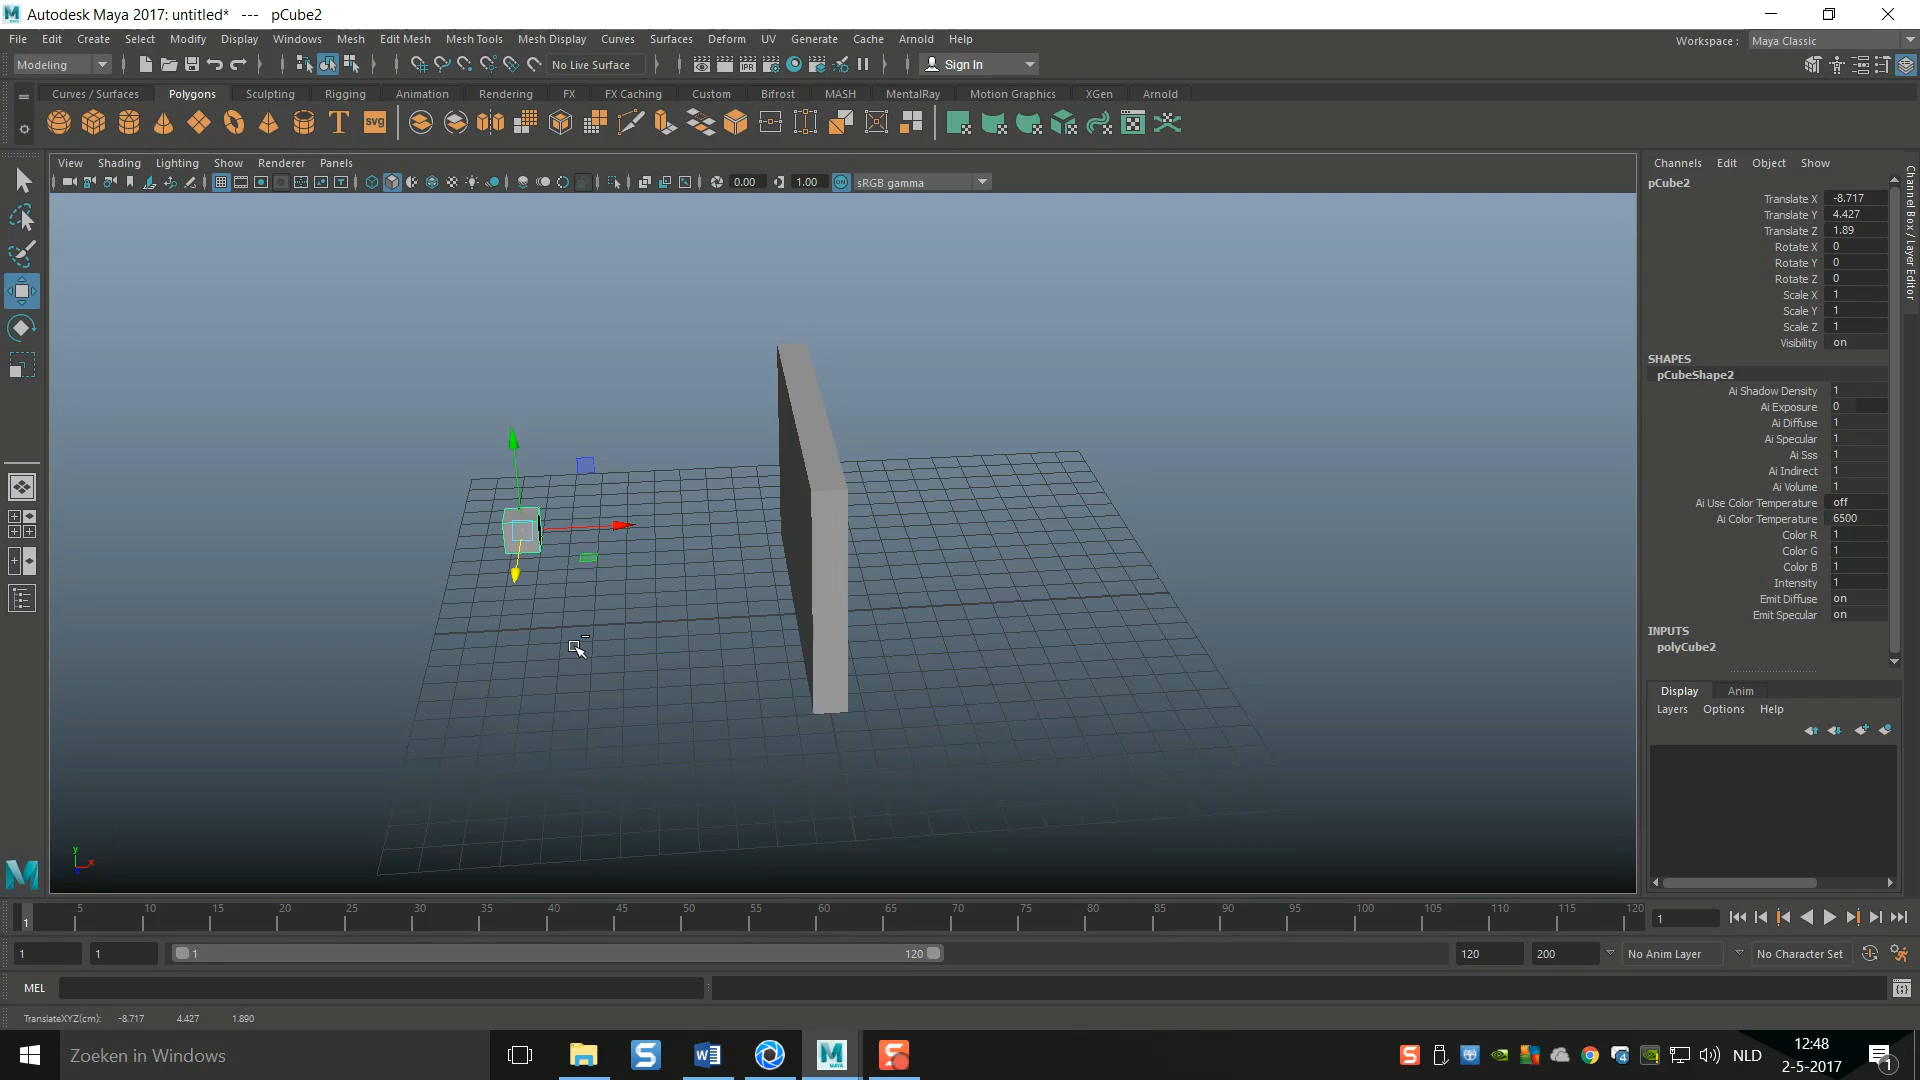 Autodesk Maya 2017: untitled*   ---   pCube2
File Edit Create Select Modify Display Windows Mesh Edit Mesh Mesh Tools Mesh Display Curves Surfaces Deform UV Generate Cache Arnold Help
Workspace : Maya Classic
Modeling No Live Surface Sign In
Curves / Surfaces Polygons Sculpting Rigging Animation Rendering FX FX Caching Custom Bifrost MASH MentalRay Motion Graphics XGen Arnold
T svg
View Shading Lighting Show Renderer Panels
0.00 1.00 ON sRGB gamma
Channels Edit Object Show
pCube2
Translate X -8.717
Translate Y 4.427
Translate Z 1.89
Rotate X 0
Rotate Y 0
Rotate Z 0
Scale X 1
Scale Y 1
Scale Z 1
Visibility on
SHAPES
pCubeShape2
Ai Shadow Density 1
Ai Exposure 0
Ai Diffuse 1
Ai Specular 1
Ai Sss 1
Ai Indirect 1
Ai Volume 1
Ai Use Color Temperature off
Ai Color Temperature 6500
Color R 1
Color G 1
Color B 1
Intensity 1
Emit Diffuse on
Emit Specular on
INPUTS
polyCube2
Channel Box / Layer Editor
Display Anim
Layers Options Help
y
x
1 5 10 15 20 25 30 35 40 45 50 55 60 65 70 75 80 85 90 95 100 105 110 115 120
1
1 1 1 120 120 200 No Anim Layer No Character Set
MEL
TranslateXYZ(cm): -8.717 4.427 1.890
Zoeken in Windows
NLD
12:48
2-5-2017
1